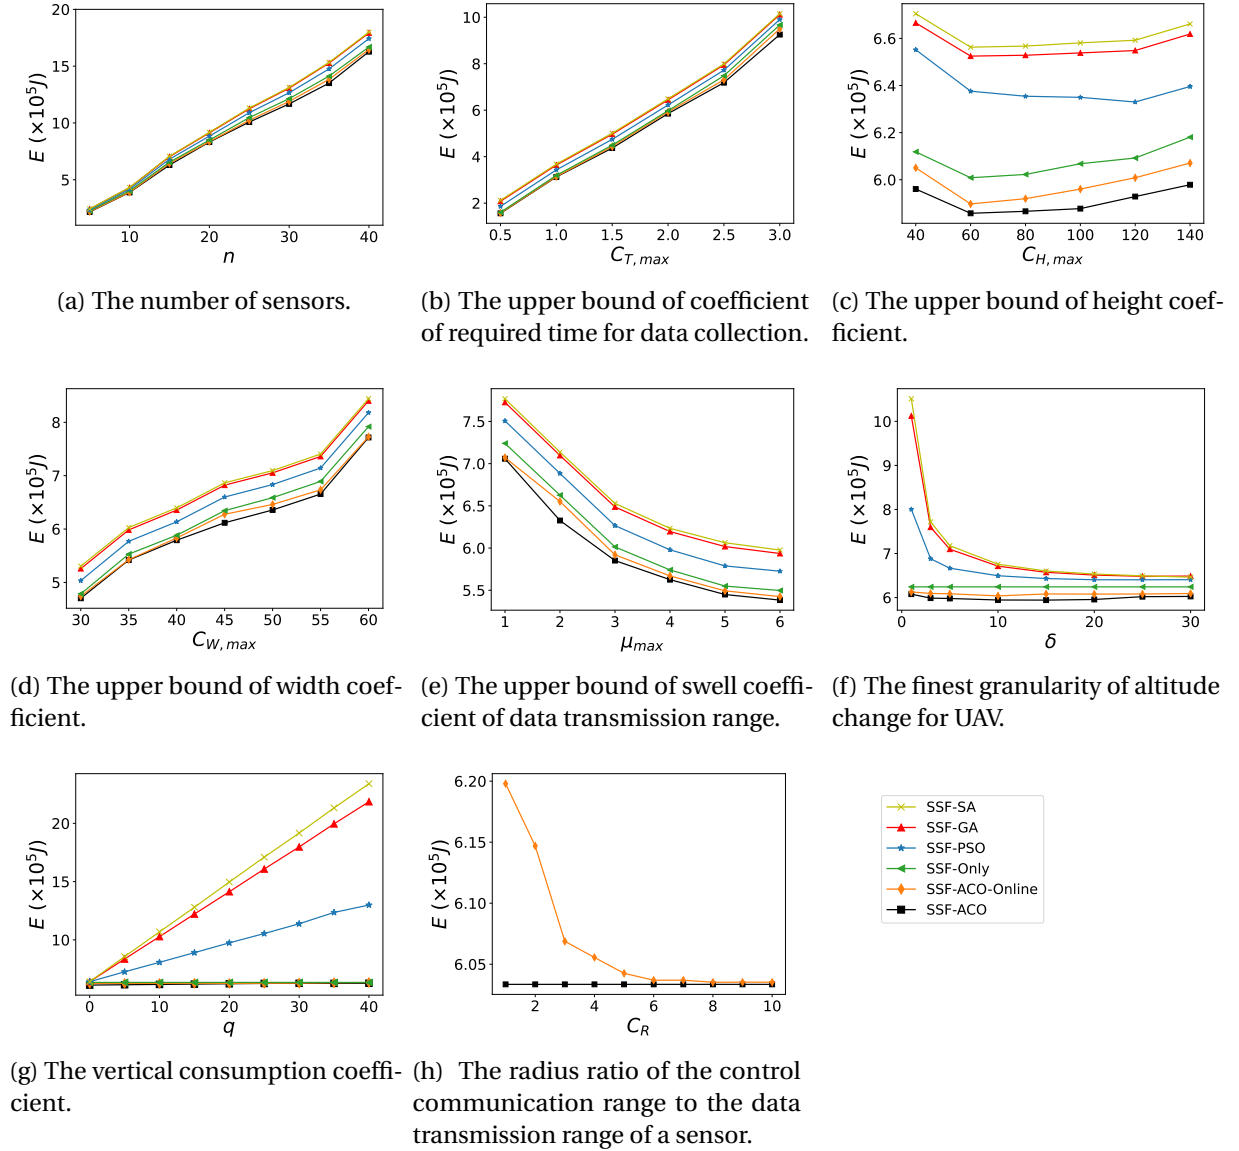 20
15
10
5
E (×10⁵J)
10 20 30 40
n
(a) The number of sensors.
10
8
6
4
2
E (×10⁵J)
0.5 1.0 1.5 2.0 2.5 3.0
C_{T,max}
(b) The upper bound of coefficient
of required time for data collection.
6.6
6.4
6.2
6.0
E (×10⁵J)
40 60 80 100 120 140
C_{H,max}
(c) The upper bound of height coef-
ficient.
8
7
6
5
E (×10⁵J)
30 35 40 45 50 55 60
C_{W,max}
(d) The upper bound of width coef-
ficient.
7.5
7.0
6.5
6.0
5.5
E (×10⁵J)
1 2 3 4 5 6
μ_{max}
(e) The upper bound of swell coeffi-
cient of data transmission range.
10
9
8
7
6
E (×10⁵J)
0 10 20 30
δ
(f) The finest granularity of altitude
change for UAV.
20
15
10
E (×10⁵J)
0 10 20 30 40
q
(g) The vertical consumption coeffi-
cient.
6.20
6.15
6.10
6.05
E (×10⁵J)
2 4 6 8 10
C_R
(h) The radius ratio of the control
communication range to the data
transmission range of a sensor.
SSF-SA
SSF-GA
SSF-PSO
SSF-Only
SSF-ACO-Online
SSF-ACO